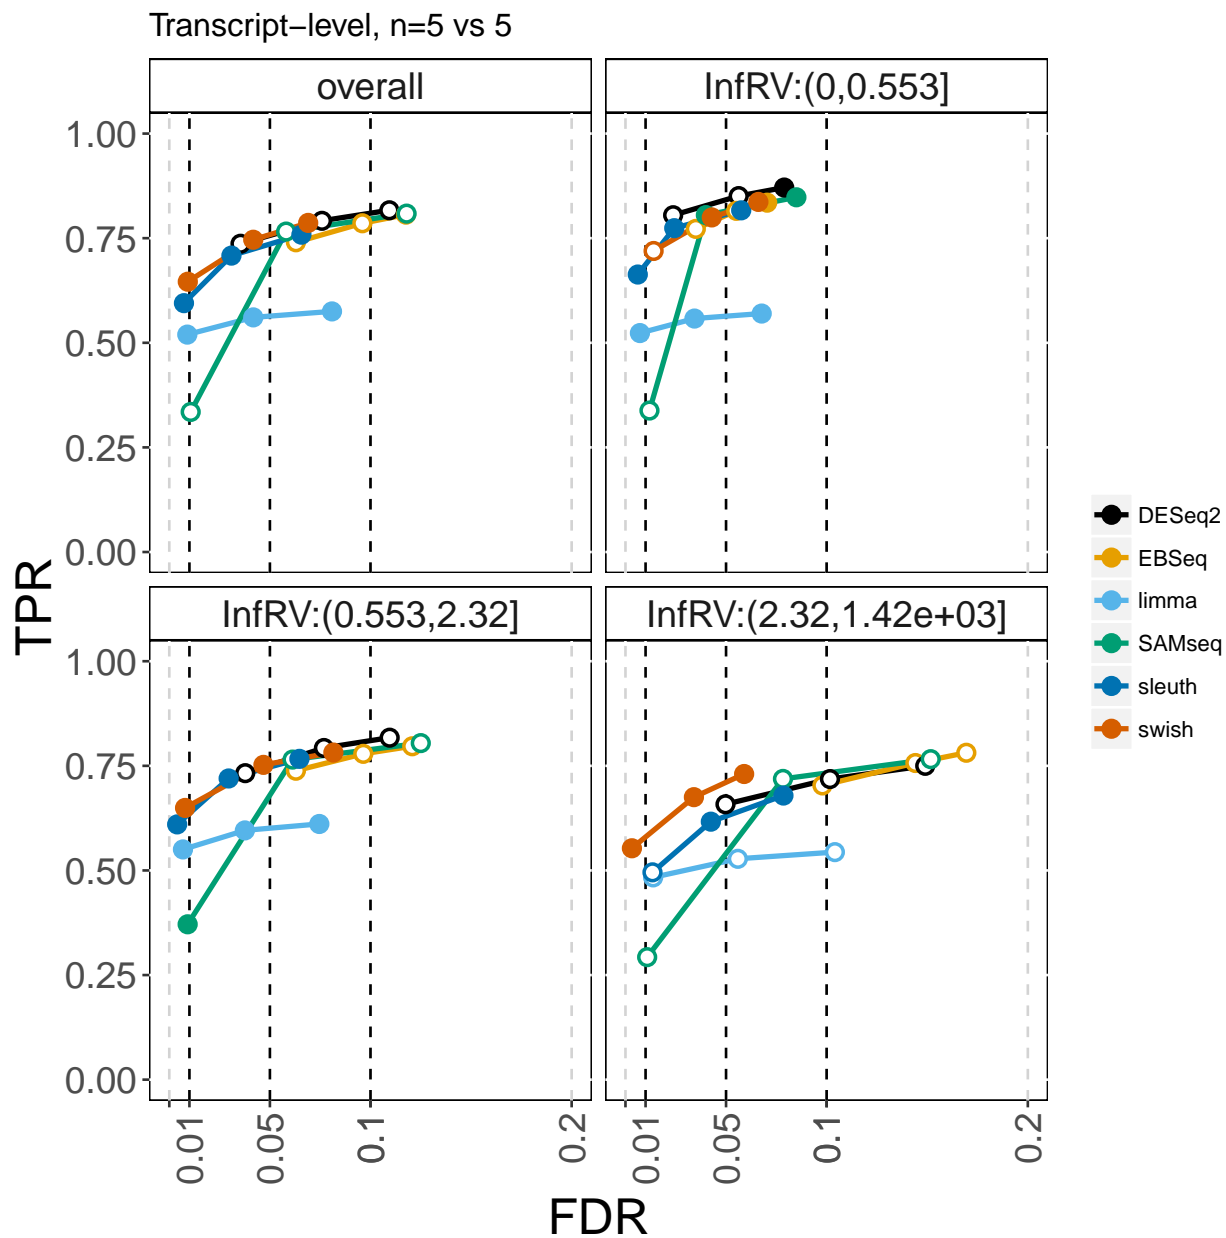 Transcript−level, n=5 vs 5
overall
InfRV:(0,0.553]
1.00
0.75
0.50
0.25
0.00
TPR
InfRV:(0.553,2.32]
InfRV:(2.32,1.42e+03]
1.00
0.75
0.50
0.25
0.00
0.01
0.05
0.1
0.2
0.01
0.05
0.1
0.2
FDR
DESeq2
EBSeq
limma
SAMseq
sleuth
swish